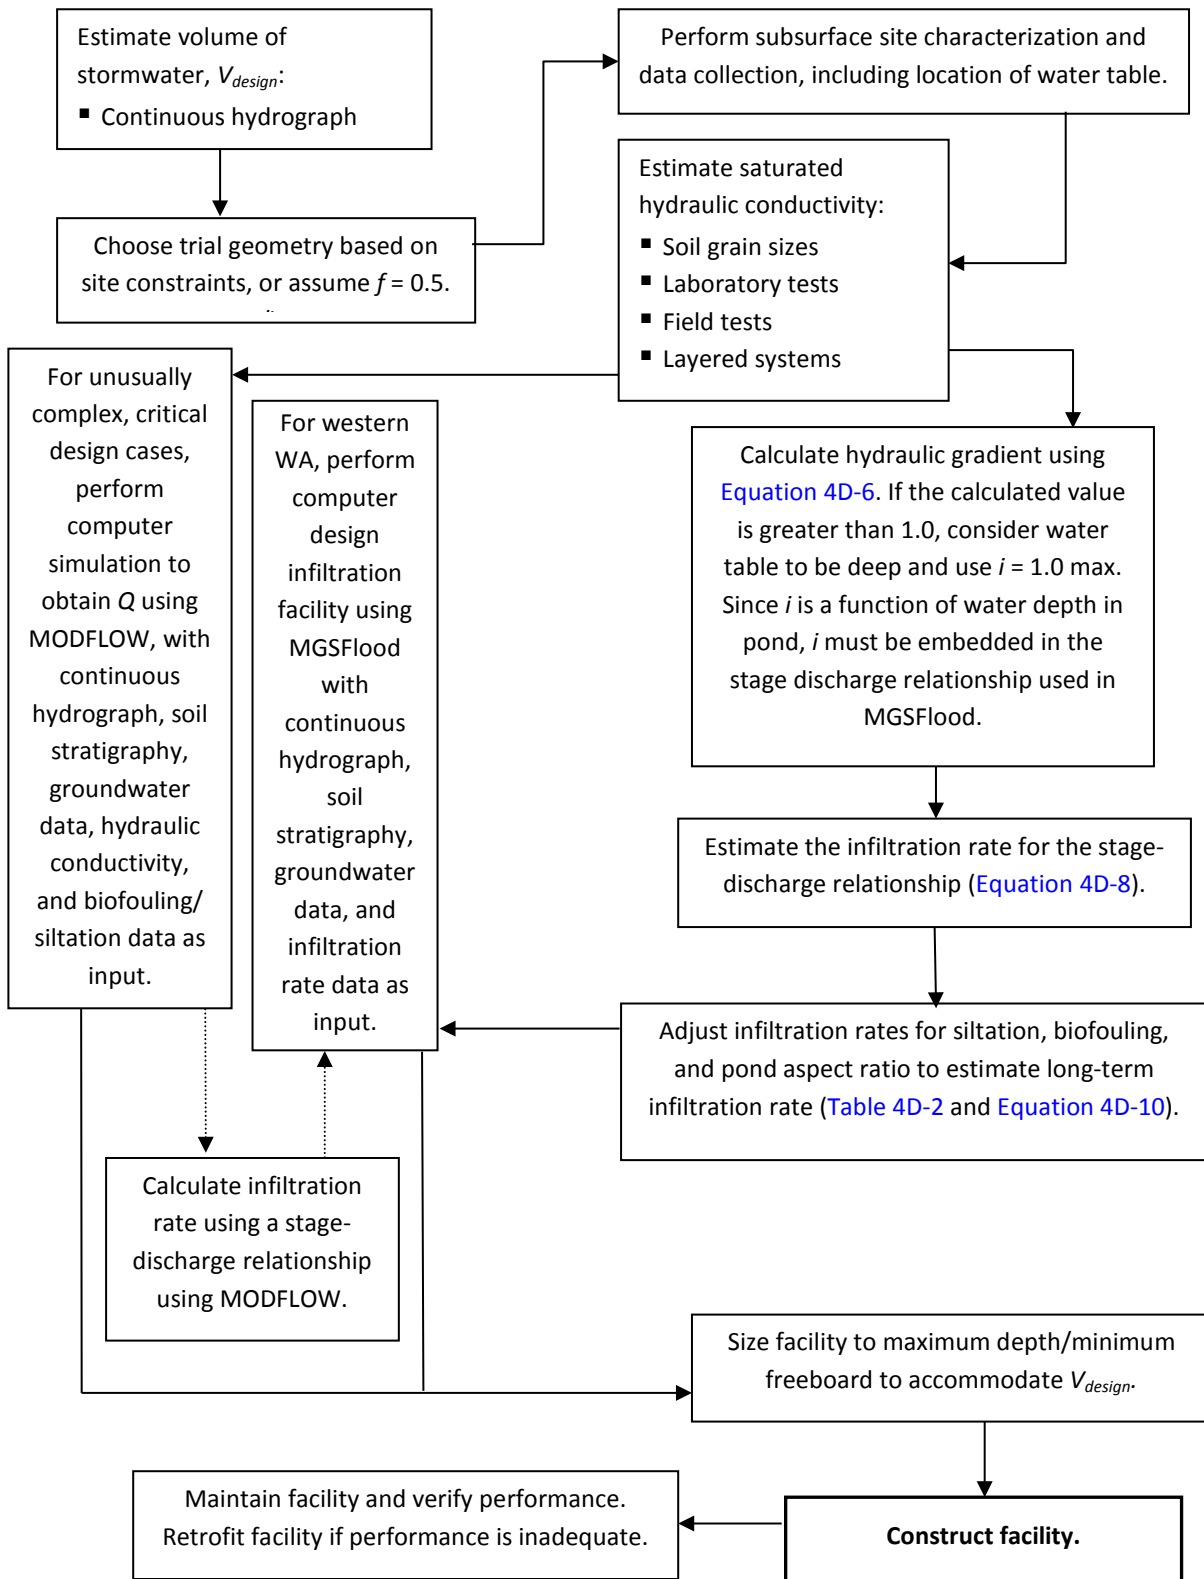 Estimate volume of
stormwater, Vdesign:
▪ Continuous hydrograph
Perform subsurface site characterization and
data collection, including location of water table.
Choose trial geometry based on
site constraints, or assume f = 0.5.
Estimate saturated
hydraulic conductivity:
▪ Soil grain sizes
▪ Laboratory tests
▪ Field tests
▪ Layered systems
For unusually
complex, critical
design cases,
perform
computer
simulation to
obtain Q using
MODFLOW, with
continuous
hydrograph, soil
stratigraphy,
groundwater
data, hydraulic
conductivity,
and biofouling/
siltation data as
input.
For western
WA, perform
computer
design
infiltration
facility using
MGSFlood
with
continuous
hydrograph,
soil
stratigraphy,
groundwater
data, and
infiltration
rate data as
input.
Calculate hydraulic gradient using
Equation 4D-6. If the calculated value
is greater than 1.0, consider water
table to be deep and use i = 1.0 max.
Since i is a function of water depth in
pond, i must be embedded in the
stage discharge relationship used in
MGSFlood.
Estimate the infiltration rate for the stage-
discharge relationship (Equation 4D-8).
Adjust infiltration rates for siltation, biofouling,
and pond aspect ratio to estimate long-term
infiltration rate (Table 4D-2 and Equation 4D-10).
Calculate infiltration
rate using a stage-
discharge relationship
using MODFLOW.
Size facility to maximum depth/minimum
freeboard to accommodate Vdesign.
Construct facility.
Maintain facility and verify performance.
Retrofit facility if performance is inadequate.